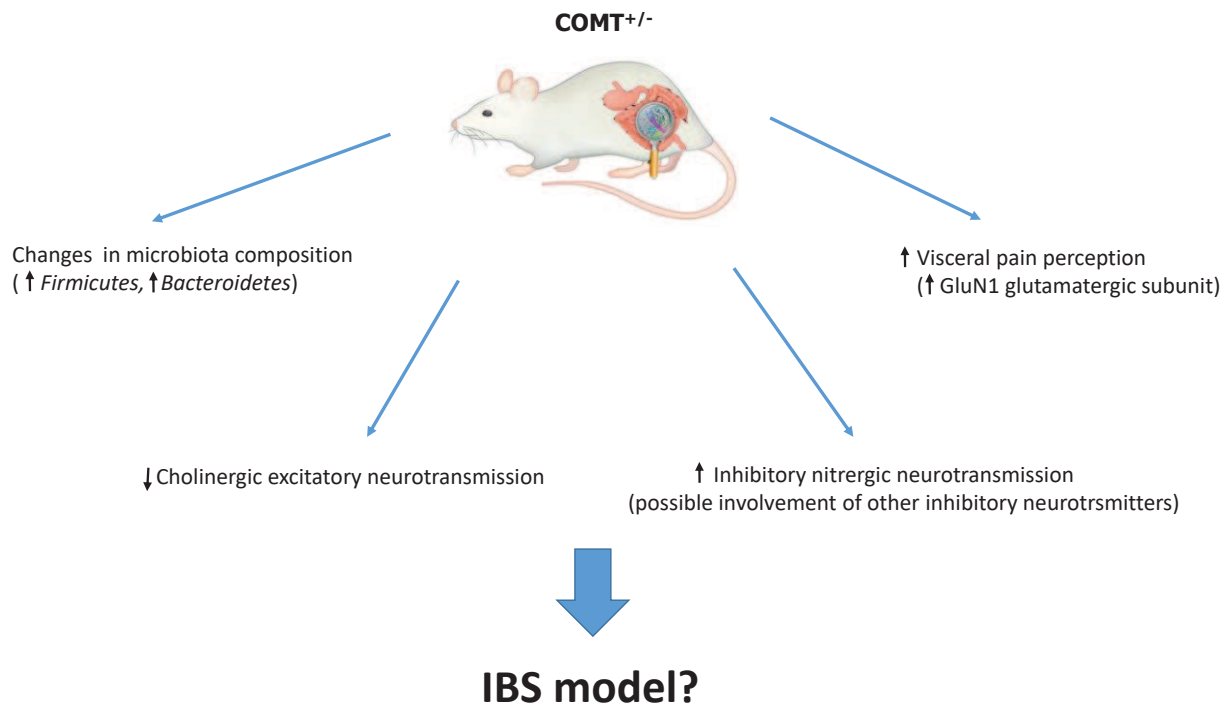 COMT+/-
Changes in microbiota composition
( ↑ Firmicutes, ↑ Bacteroidetes)
↑ Visceral pain perception
(↑ GluN1 glutamatergic subunit)
↓ Cholinergic excitatory neurotransmission
↑ Inhibitory nitrergic neurotransmission
(possible involvement of other inhibitory neurotrsmitters)
IBS model?